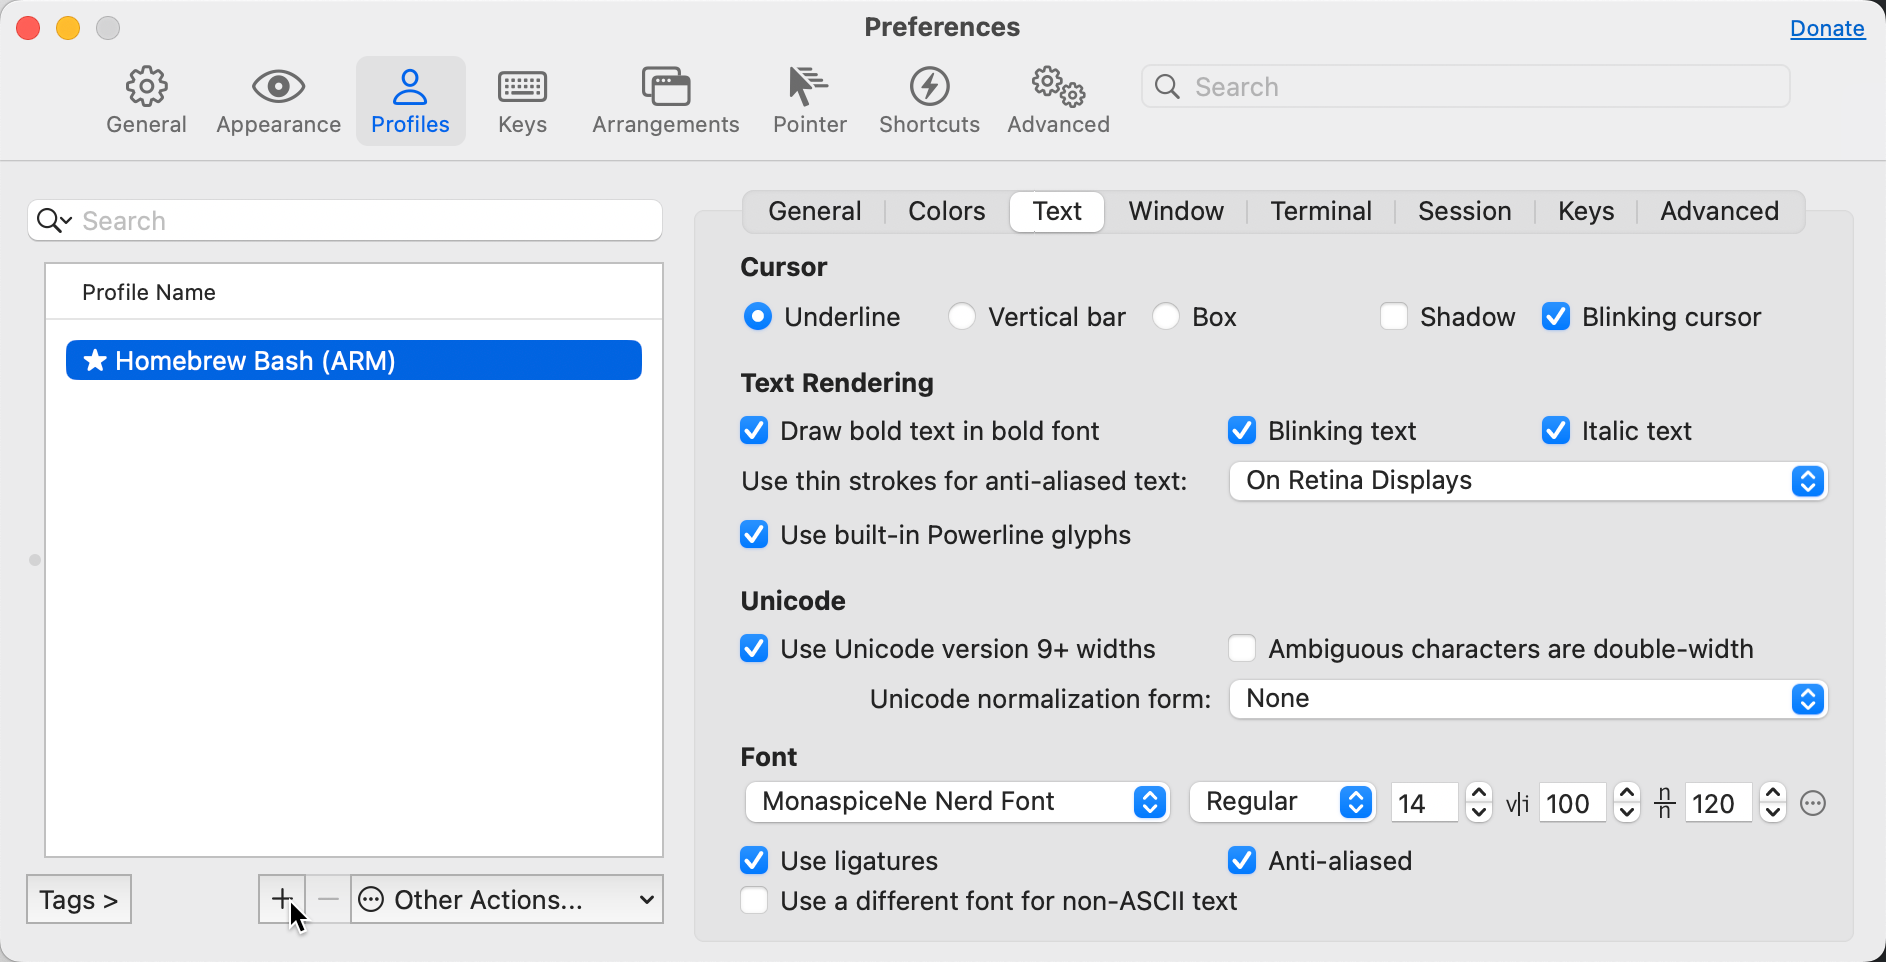 Preferences
Donate
General
Appearance
Profiles
Keys
Arrangements
Pointer
Shortcuts
Advanced
Search
Search
Profile Name
★ Homebrew Bash (ARM)
Tags >
+
−
Other Actions...
General
Colors
Text
Window
Terminal
Session
Keys
Advanced
Cursor
Underline
Vertical bar
Box
Shadow
Blinking cursor
Text Rendering
Draw bold text in bold font
Blinking text
Italic text
Use thin strokes for anti-aliased text:
On Retina Displays
Use built-in Powerline glyphs
Unicode
Use Unicode version 9+ widths
Ambiguous characters are double-width
Unicode normalization form:
None
Font
MonaspiceNe Nerd Font
Regular
14
v|i
100
n
n
120
Use ligatures
Anti-aliased
Use a different font for non-ASCII text